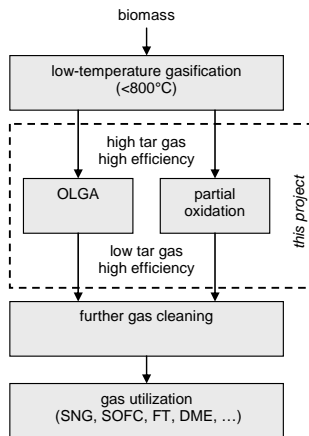 biomass
low-temperature gasification
(<800°C)
high tar gas
high efficiency
OLGA
partial
oxidation
this project
low tar gas
high efficiency
further gas cleaning
gas utilization
(SNG, SOFC, FT, DME, …)